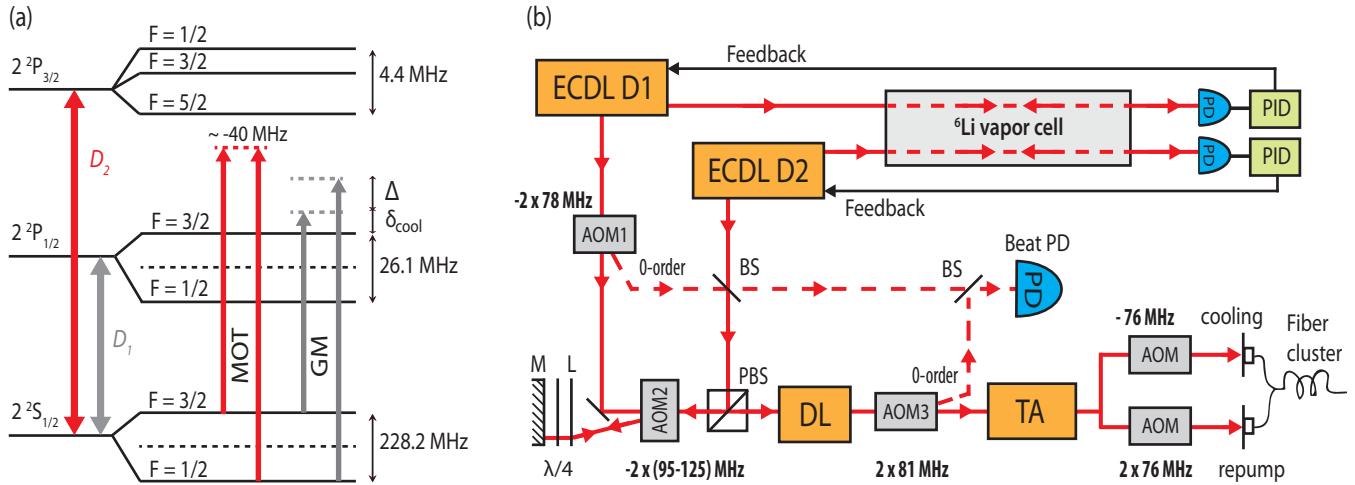 (a)
F = 1/2
F = 3/2
F = 5/2
2 ²P₃/₂
4.4 MHz
~ -40 MHz
D₂
Δ
δcool
F = 3/2
2 ²P₁/₂
26.1 MHz
F = 1/2
D₁
MOT
GM
F = 3/2
2 ²S₁/₂
228.2 MHz
F = 1/2
(b)
Feedback
ECDL D1
PD
PID
⁶Li vapor cell
ECDL D2
PD
PID
Feedback
-2 x 78 MHz
AOM1
0-order
BS
BS
Beat PD
PD
M
L
AOM2
PBS
DL
0-order
AOM3
TA
- 76 MHz
AOM
cooling
Fiber
cluster
AOM
λ/4
-2 x (95-125) MHz
2 x 81 MHz
2 x 76 MHz
repump